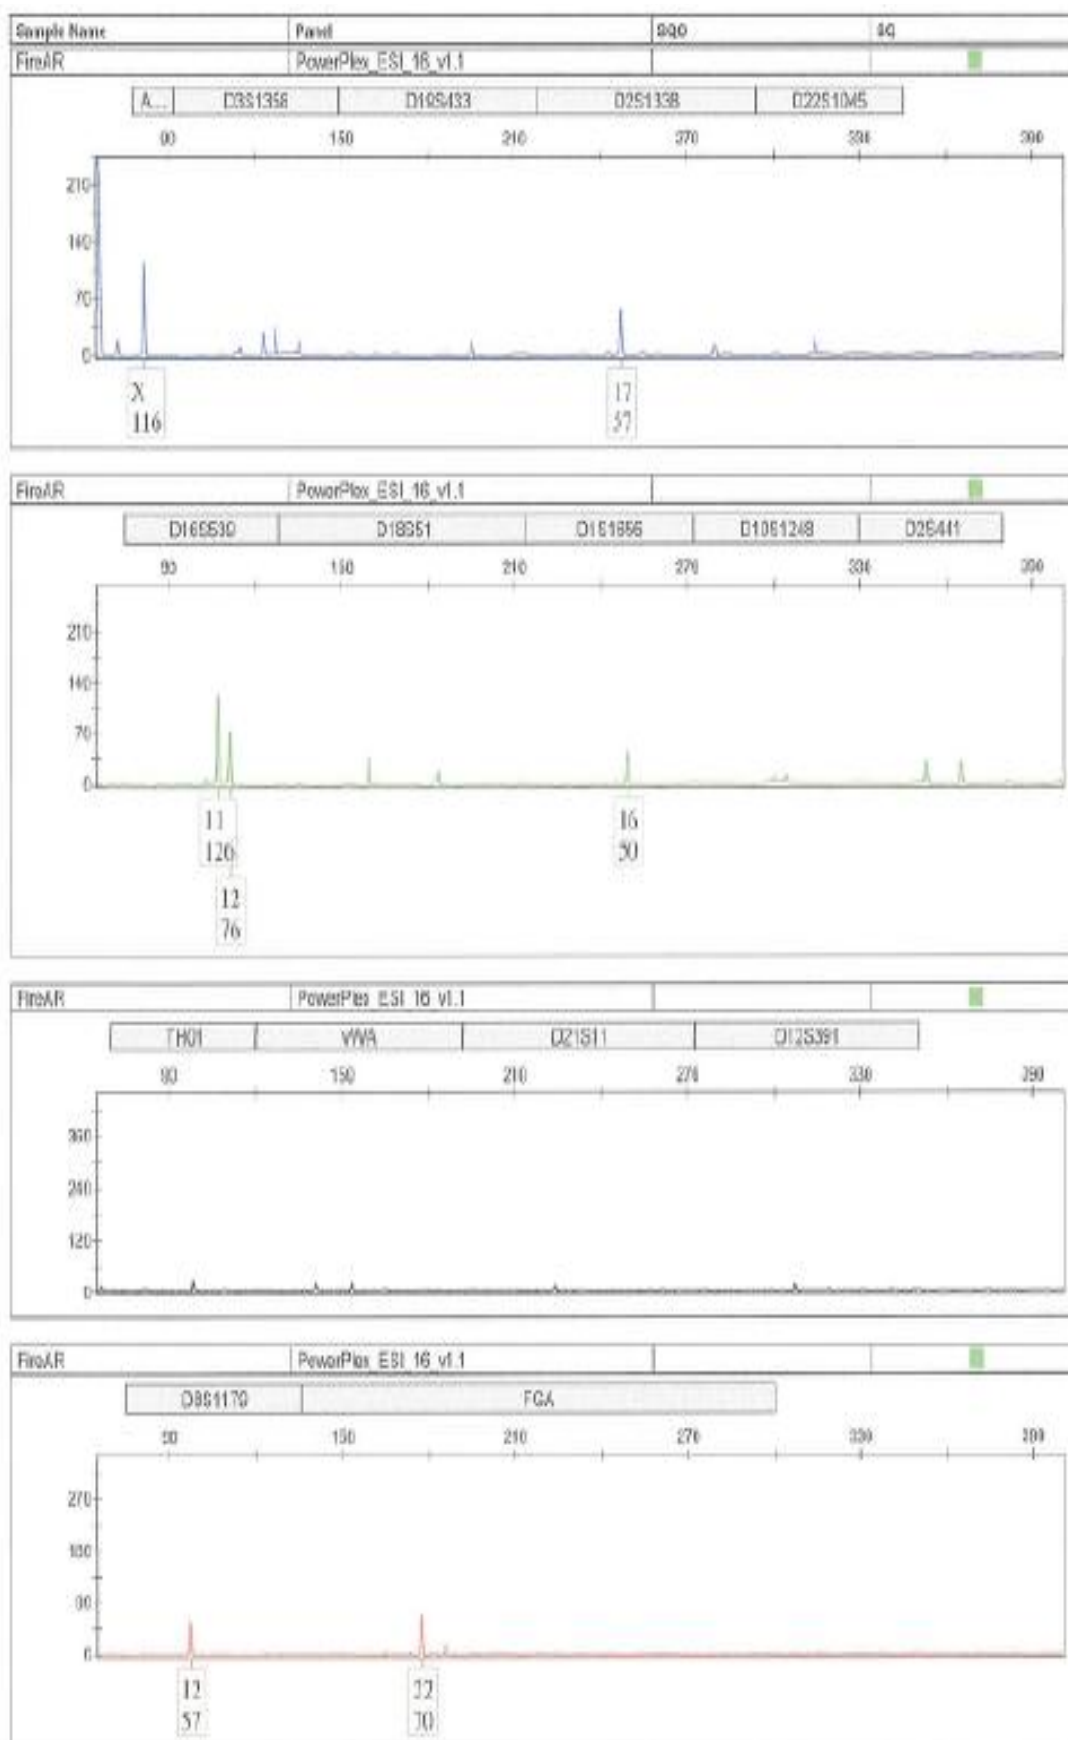 Sample Name Panel SQO SQ
FireAR PowerPlex_ESI_16_v1.1
A... D3S1358 D19S433 D2S1338 D22S1045
90 150 210 270 330 390
210
140
70
0
X 17
116 57
FireAR PowerPlex_ESI_16_v1.1
D16S539 D18S51 D1S1656 D10S1248 D2S441
90 150 210 270 330 390
210
140
70
0
11 16
126 50
12
76
FireAR PowerPlex_ESI_16_v1.1
TH01 vWA D21S11 D12S391
90 150 210 270 330 390
360
240
120
0
FireAR PowerPlex_ESI_16_v1.1
D8S1179 FGA
90 150 210 270 330 390
270
180
90
0
12 22
57 70